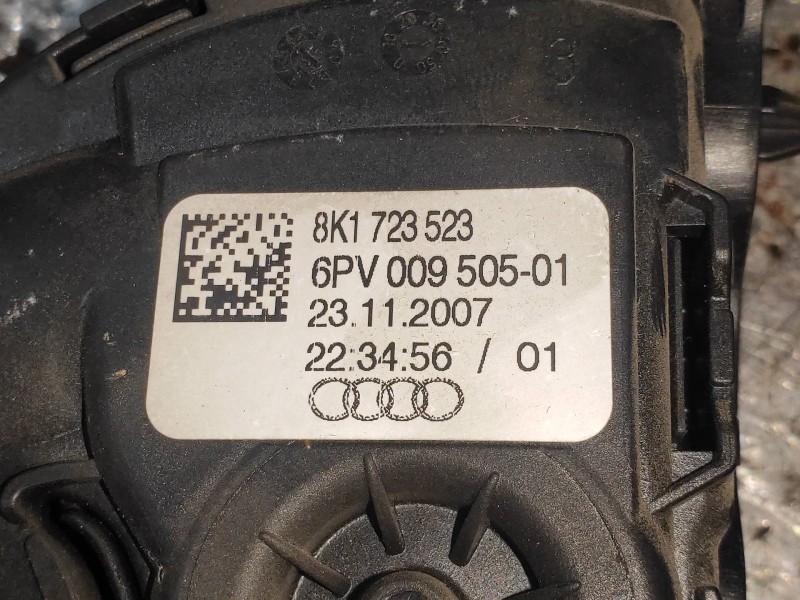 8K1 723 523
6PV 009 505-01
23.11.2007
22:34:56 / 01